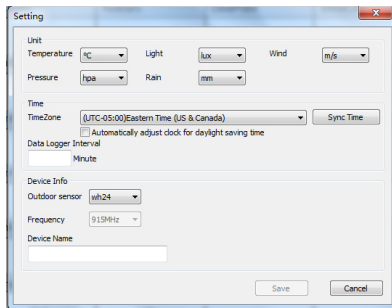 Setting
Unit
Temperature ℃ Light lux Wind m/s
Pressure hpa Rain mm
Time
TimeZone (UTC-05:00)Eastern Time (US & Canada) Sync Time
Automatically adjust clock for daylight saving time
Data Logger Interval
Minute
Device Info
Outdoor sensor wh24
Frequency 915MHz
Device Name
Save Cancel